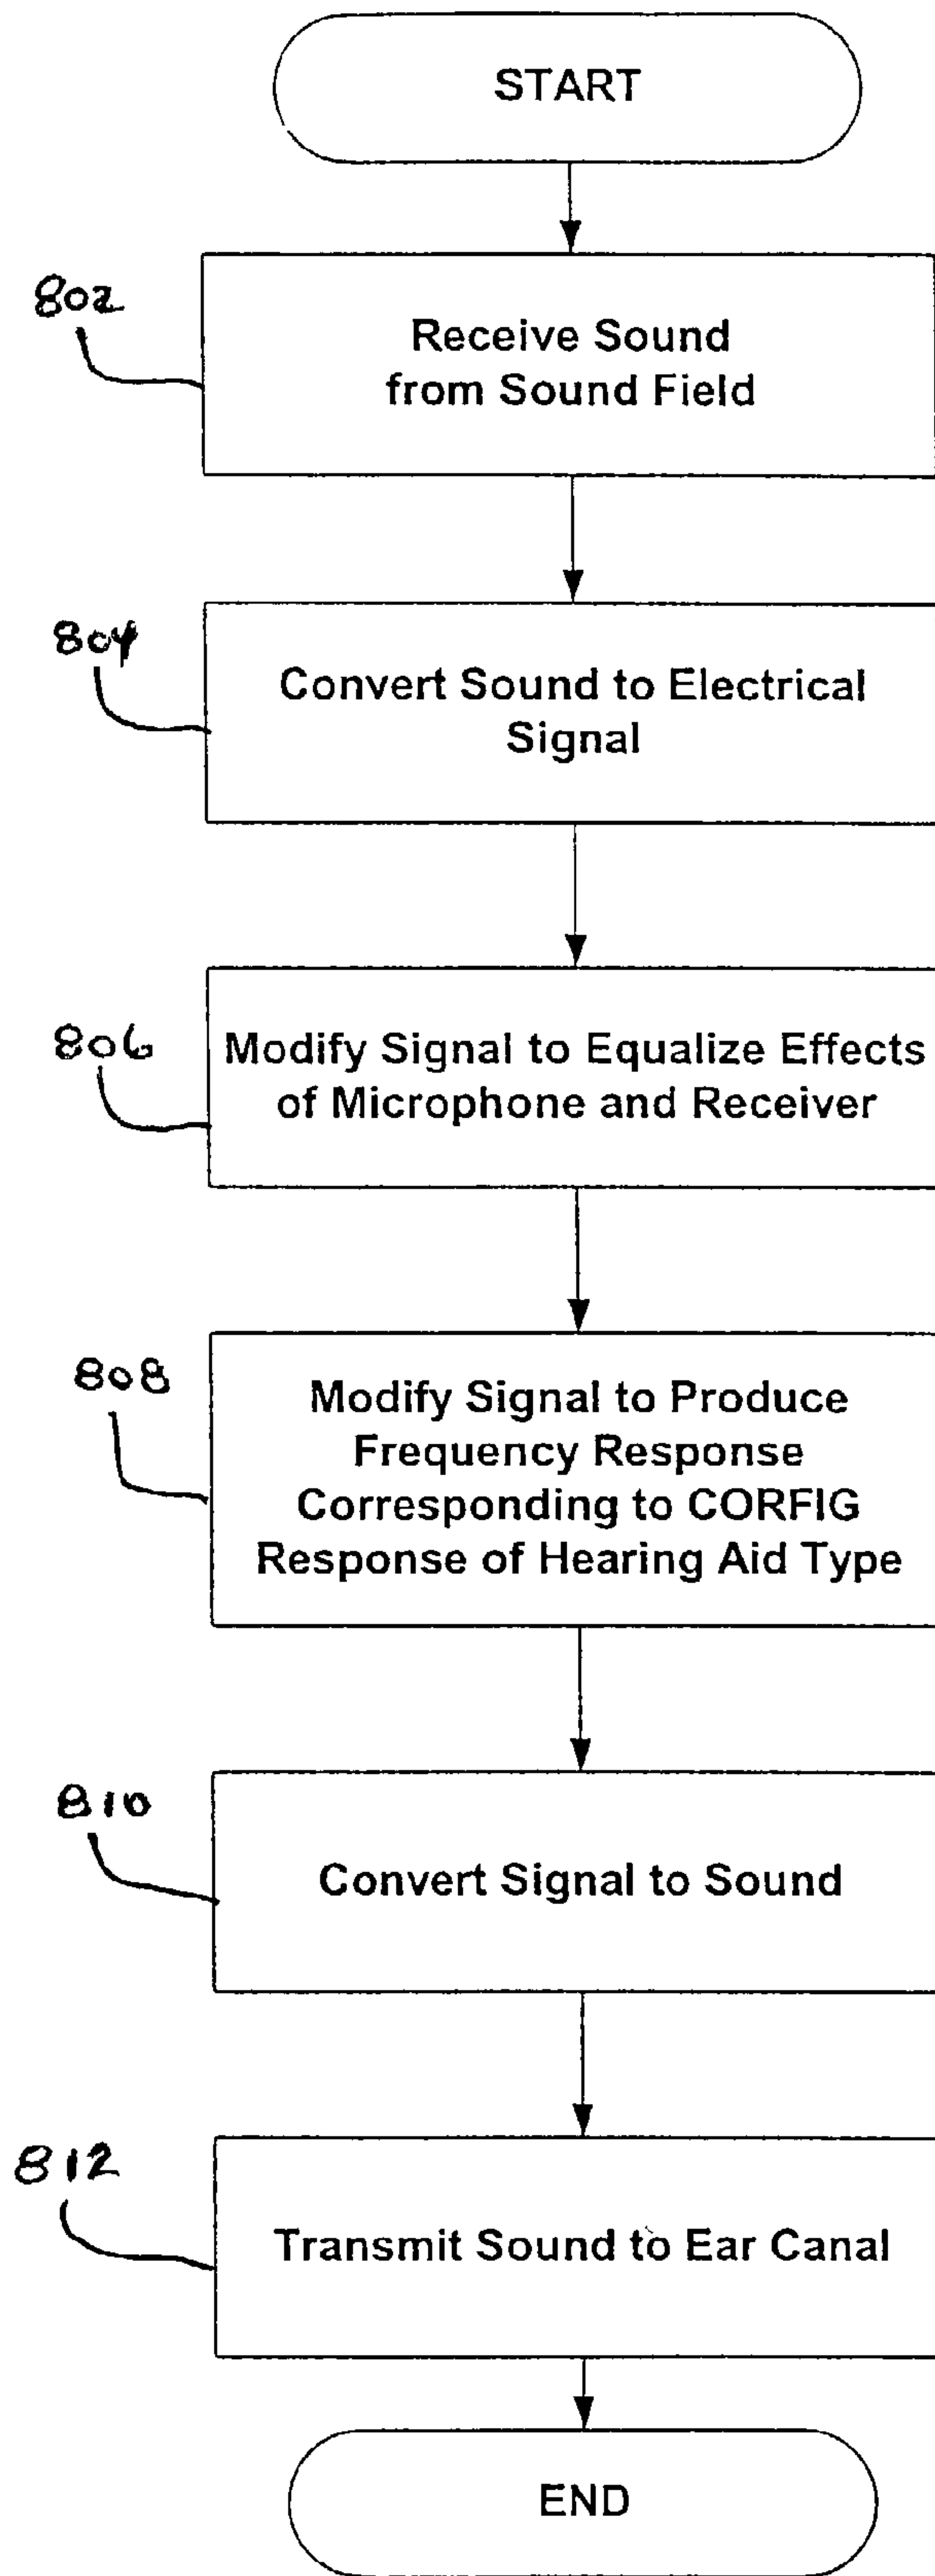 START
802
Receive Sound
from Sound Field
804
Convert Sound to Electrical
Signal
806
Modify Signal to Equalize Effects
of Microphone and Receiver
808
Modify Signal to Produce
Frequency Response
Corresponding to CORFIG
Response of Hearing Aid Type
810
Convert Signal to Sound
812
Transmit Sound to Ear Canal
END